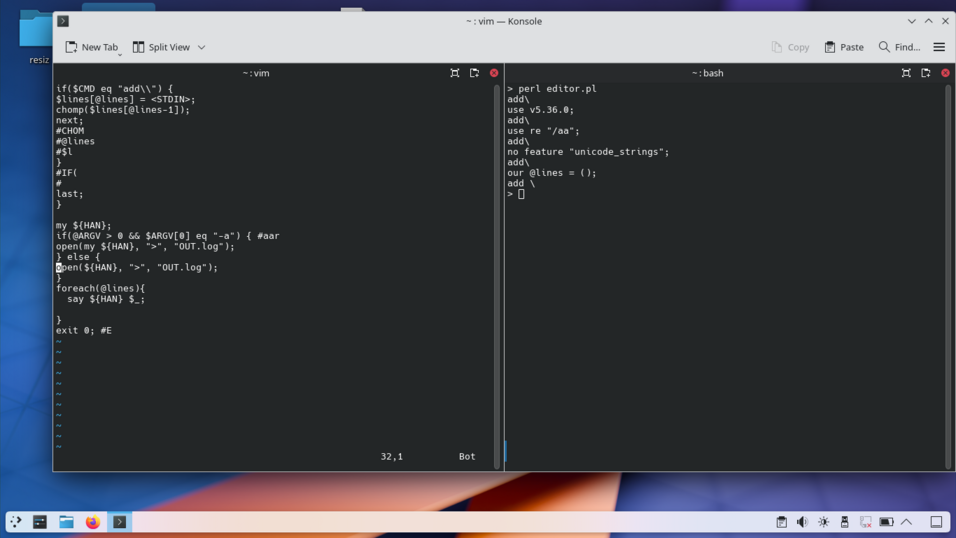 ~ : vim — Konsole
New Tab
Split View
Copy
Paste
Find...
resiz
~ : vim
if($CMD eq "add\\") {
$lines[@lines] = <STDIN>;
chomp($lines[@lines-1]);
next;
#CHOM
#@lines
#$l
}
#IF(
#
last;
}
my ${HAN};
if(@ARGV > 0 && $ARGV[0] eq "-a") { #aar
open(my ${HAN}, ">", "OUT.log");
} else {
open(${HAN}, ">", "OUT.log");
}
foreach(@lines){
say ${HAN} $_;
}
exit 0; #E
~
~
~
~
~
~
~
~
~
~
~
32,1 Bot
~ : bash
> perl editor.pl
add\
use v5.36.0;
add\
use re "/aa";
add\
no feature "unicode_strings";
add\
our @lines = ();
add \
>